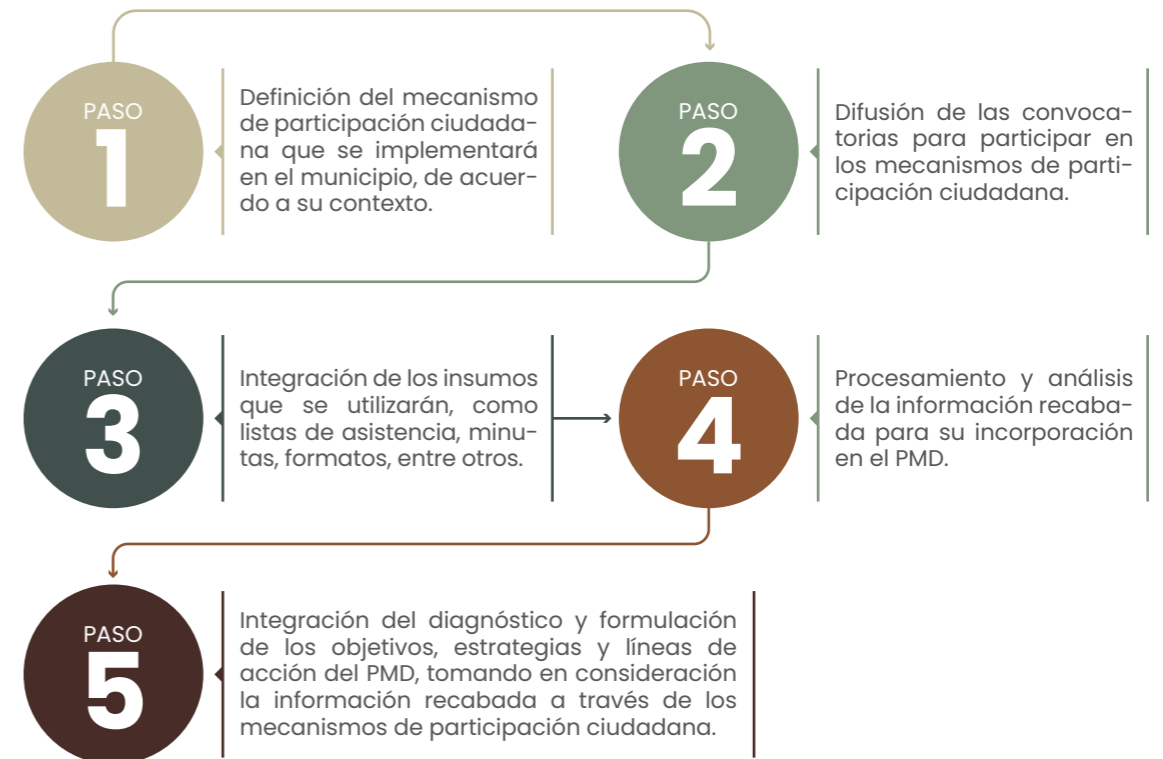 PASO
1
Definición del mecanismo
de participación ciudada-
na que se implementará
en el municipio, de acuer-
do a su contexto.
PASO
2
Difusión de las convoca-
torias para participar en
los mecanismos de parti-
cipación ciudadana.
PASO
3
Integración de los insumos
que se utilizarán, como
listas de asistencia, minu-
tas, formatos, entre otros.
PASO
4
Procesamiento y análisis
de la información recaba-
da para su incorporación
en el PMD.
PASO
5
Integración del diagnóstico y formulación
de los objetivos, estrategias y líneas de
acción del PMD, tomando en consideración
la información recabada a través de los
mecanismos de participación ciudadana.